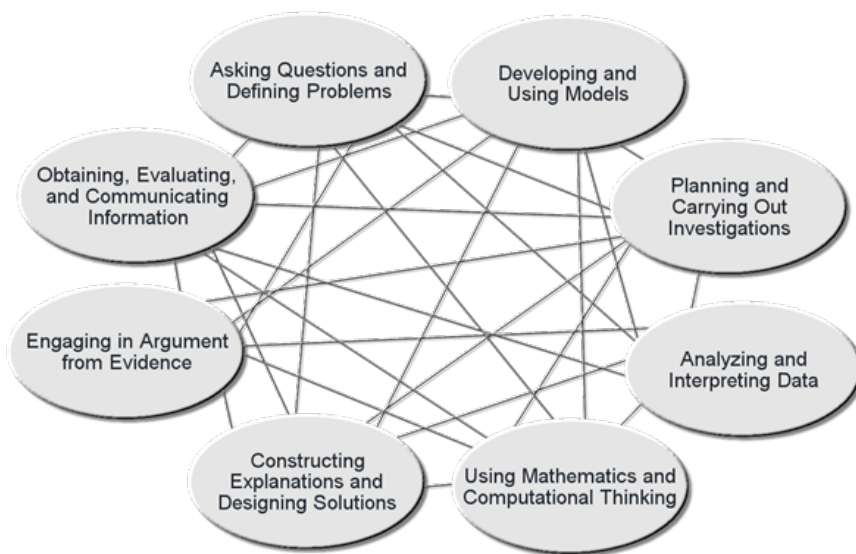 Asking Questions and
Defining Problems
Developing and
Using Models
Planning and
Carrying Out
Investigations
Analyzing and
Interpreting Data
Using Mathematics and
Computational Thinking
Constructing
Explanations and
Designing Solutions
Engaging in Argument
from Evidence
Obtaining, Evaluating,
and Communicating
Information